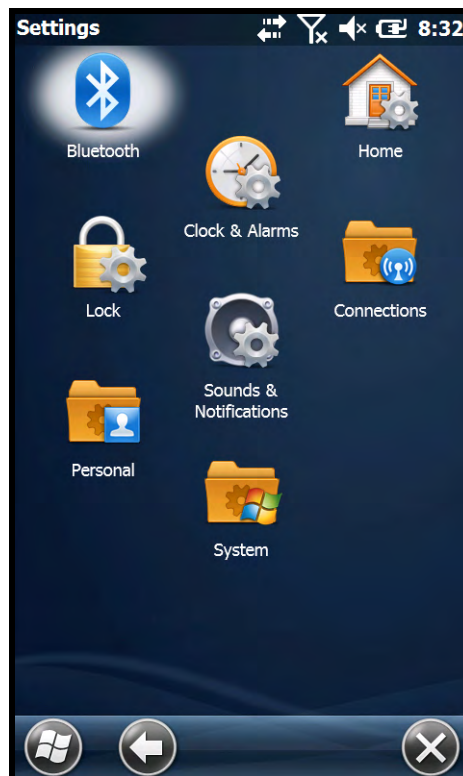 Settings 8:32
Bluetooth
Home
Clock & Alarms
Lock
Connections
Sounds &
Notifications
Personal
System